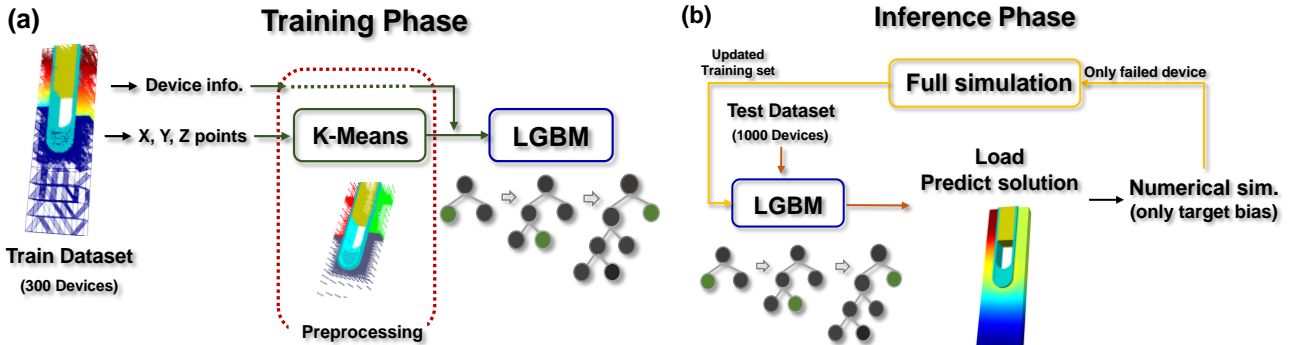 (a)
Training Phase
Device info.
X, Y, Z points
K-Means
LGBM
Train Dataset
(300 Devices)
Preprocessing
(b)
Inference Phase
Updated
Training set
Full simulation
Only failed device
Test Dataset
(1000 Devices)
LGBM
Load
Predict solution
Numerical sim.
(only target bias)